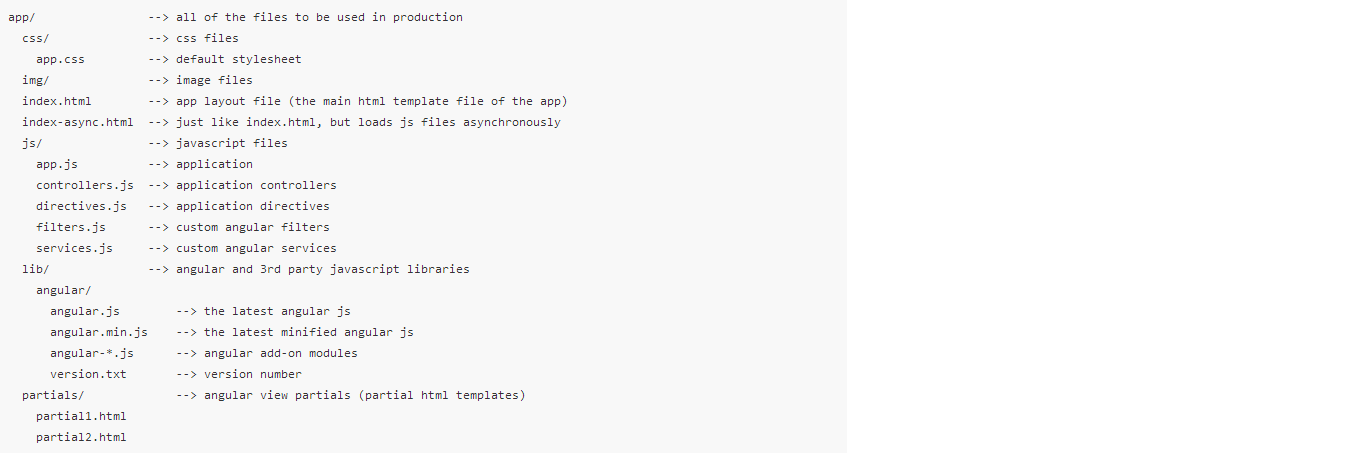 app/                --> all of the files to be used in production
  css/              --> css files
    app.css         --> default stylesheet
  img/              --> image files
  index.html        --> app layout file (the main html template file of the app)
  index-async.html  --> just like index.html, but loads js files asynchronously
  js/               --> javascript files
    app.js          --> application
    controllers.js  --> application controllers
    directives.js   --> application directives
    filters.js      --> custom angular filters
    services.js     --> custom angular services
  lib/              --> angular and 3rd party javascript libraries
    angular/
      angular.js        --> the latest angular js
      angular.min.js    --> the latest minified angular js
      angular-*.js      --> angular add-on modules
      version.txt       --> version number
  partials/             --> angular view partials (partial html templates)
    partial1.html
    partial2.html